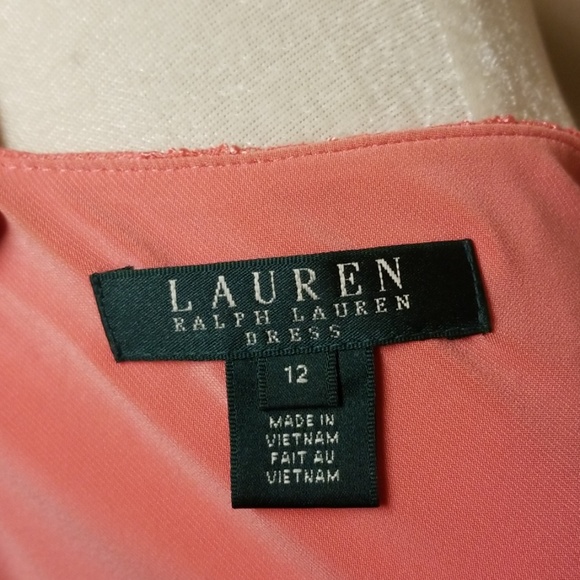 LAUREN
RALPH LAUREN
DRESS
12
MADE IN
VIETNAM
FAIT AU
VIETNAM